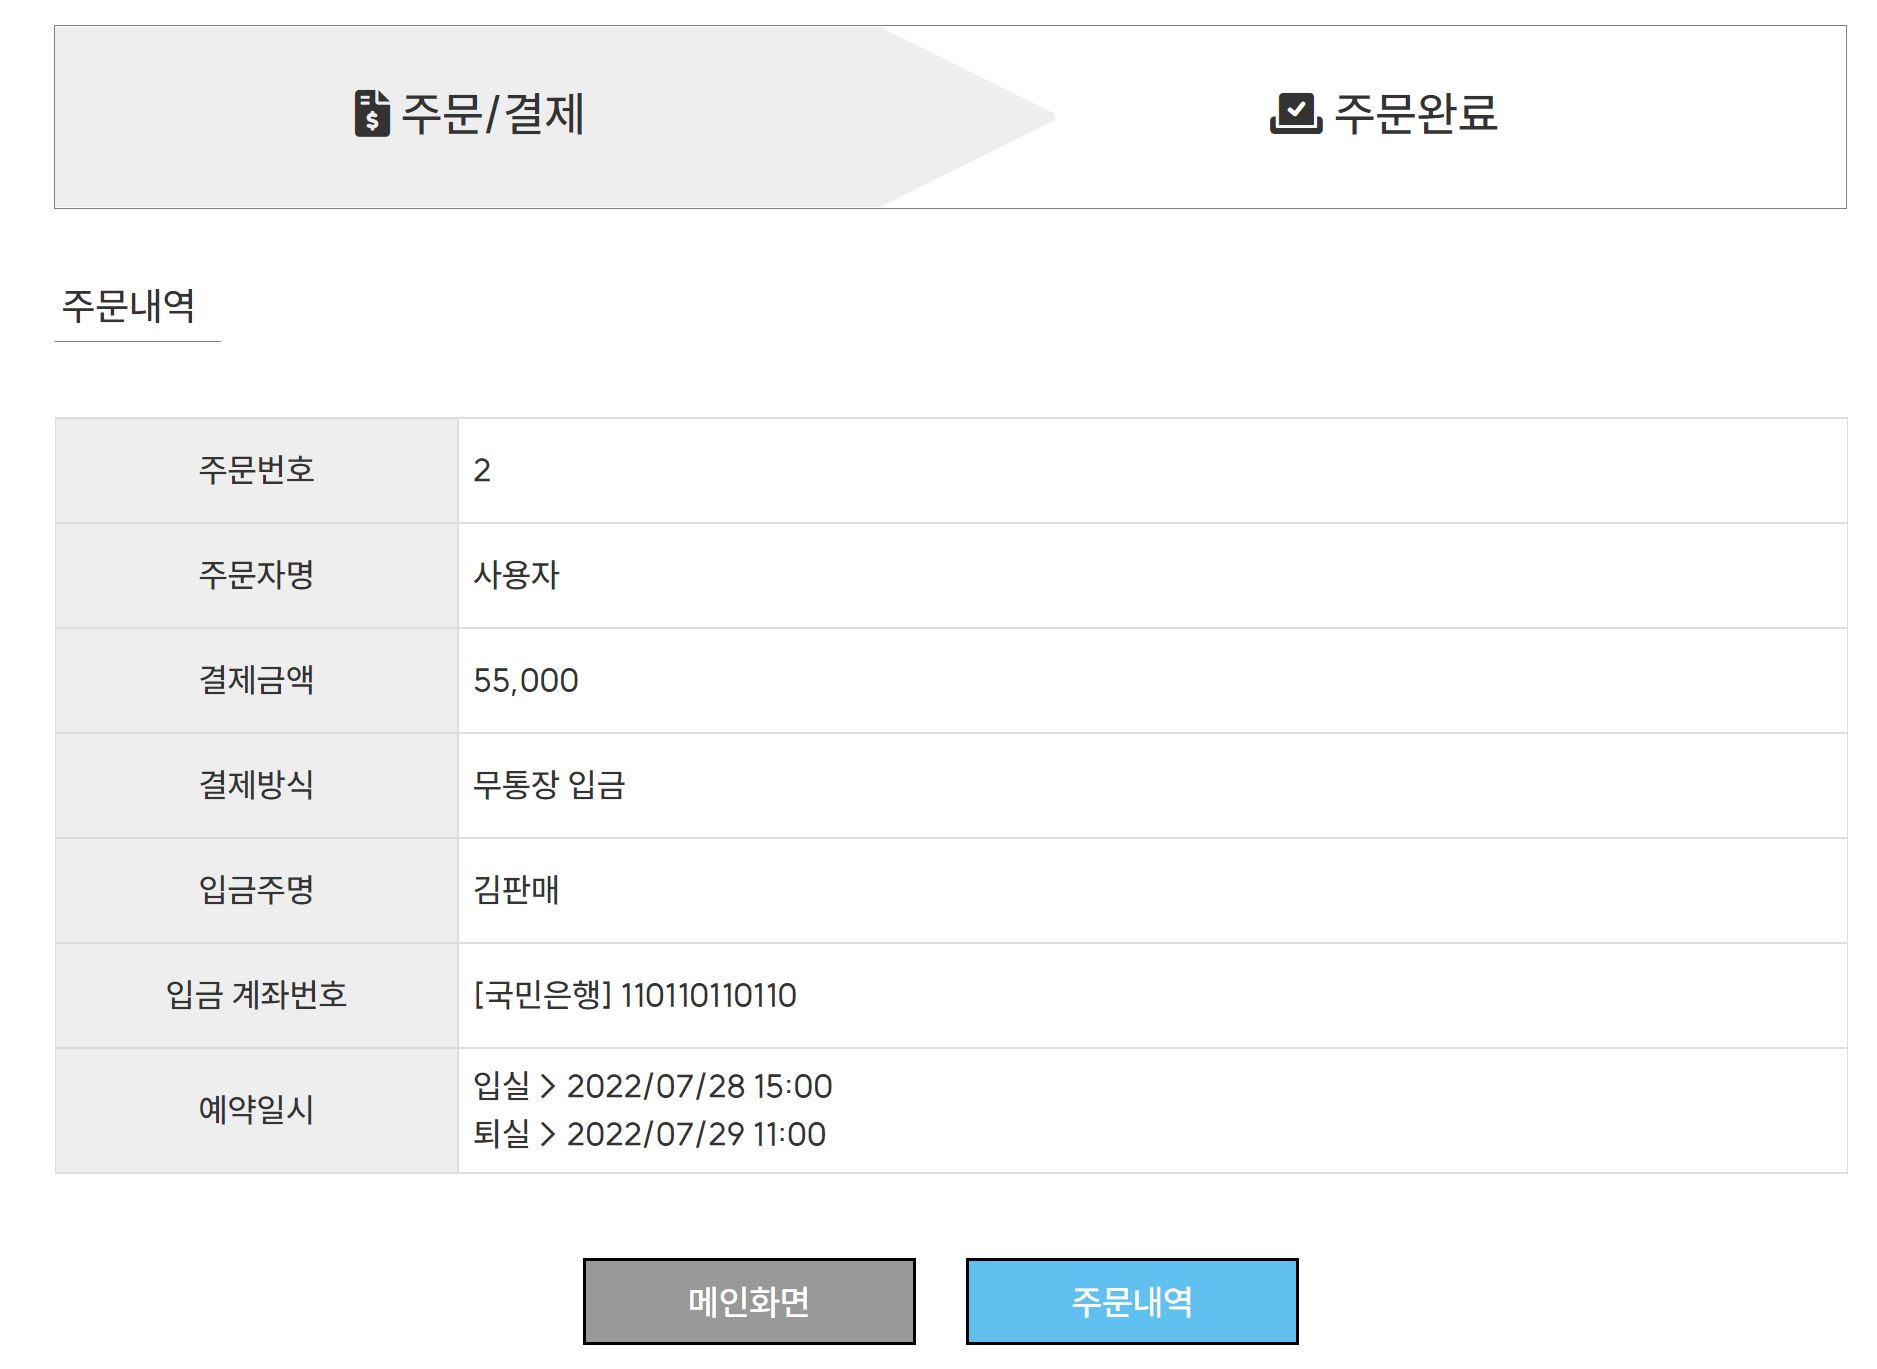 주문/결제
주문완료
주문내역
주문번호
2
주문자명
사용자
결제금액
55,000
결제방식
무통장 입금
입금주명
김판매
입금 계좌번호
[국민은행] 110110110110
예약일시
입실 > 2022/07/28 15:00
퇴실 > 2022/07/29 11:00
메인화면
주문내역